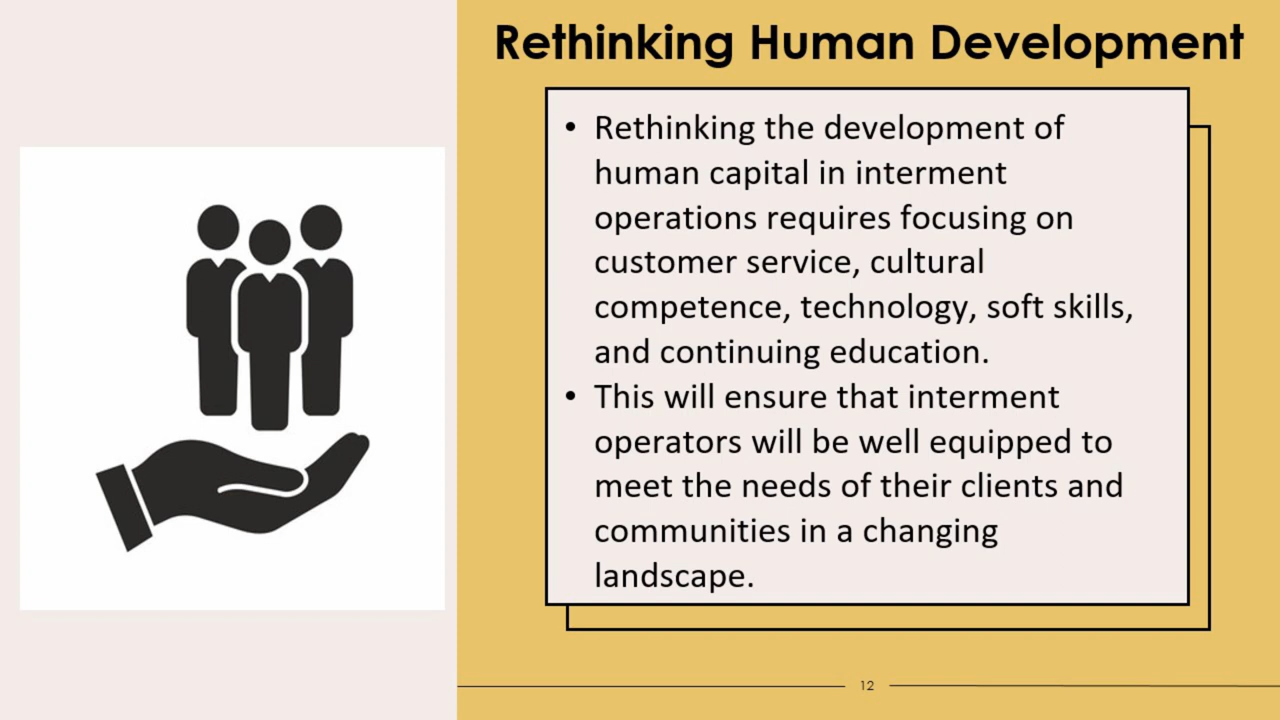 Rethinking Human Development
• Rethinking the development of
human capital in interment
operations requires focusing on
customer service, cultural
competence, technology, soft skills,
and continuing education.
• This will ensure that interment
operators will be well equipped to
meet the needs of their clients and
communities in a changing
landscape.
12